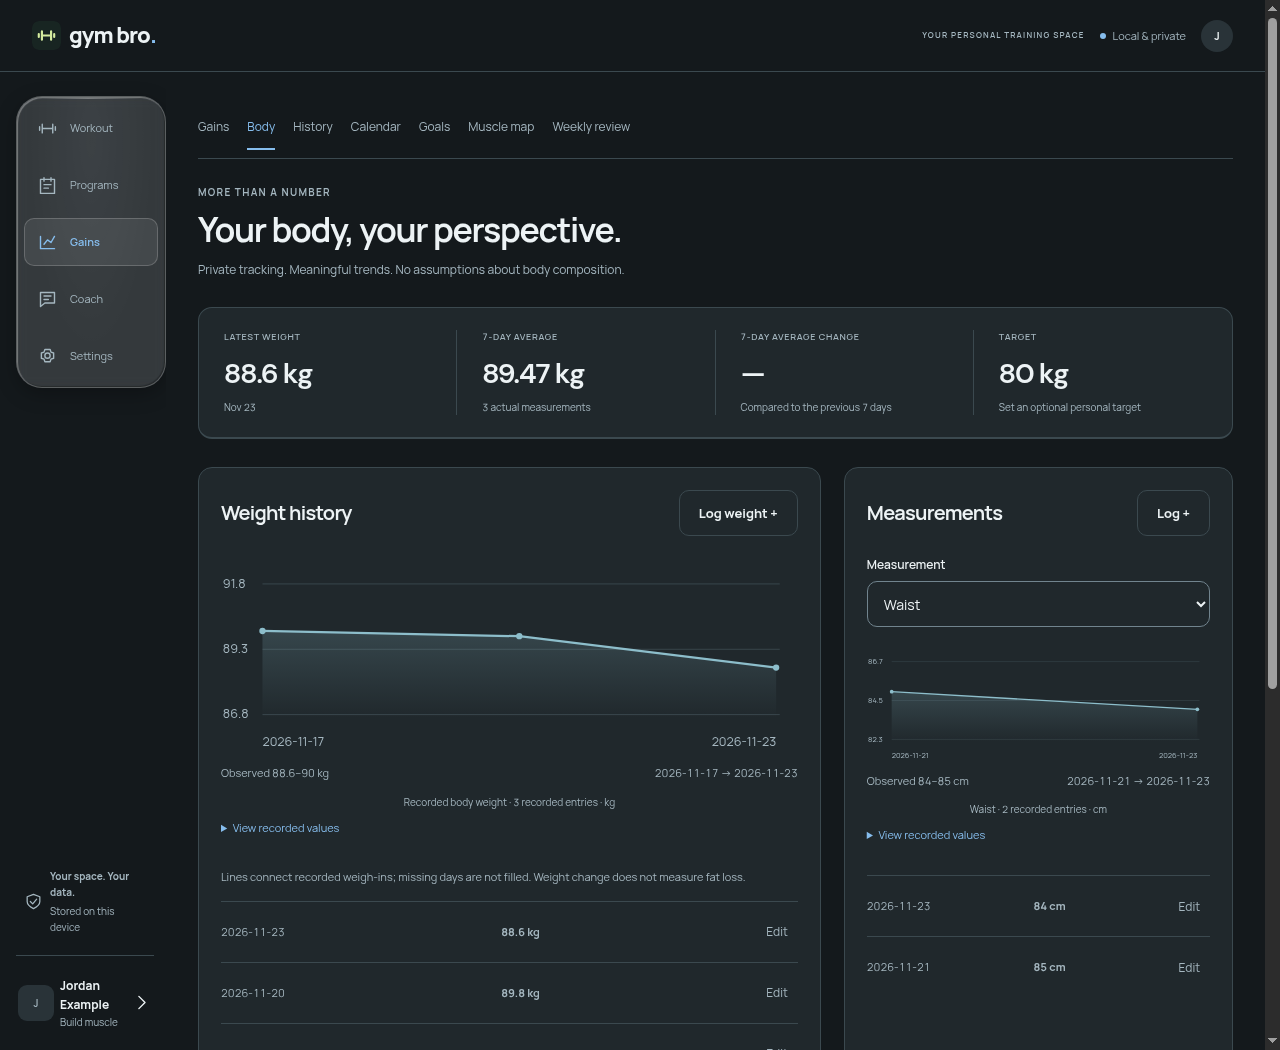 gym bro.
YOUR PERSONAL TRAINING SPACE
Local & private
J
Workout
Programs
Gains
Coach
Settings
Your space. Your
data.
Stored on this
device
J
Jordan
Example
Build muscle
Gains Body History Calendar Goals Muscle map Weekly review
MORE THAN A NUMBER
Your body, your perspective.
Private tracking. Meaningful trends. No assumptions about body composition.
LATEST WEIGHT
88.6 kg
Nov 23
7-DAY AVERAGE
89.47 kg
3 actual measurements
7-DAY AVERAGE CHANGE
—
Compared to the previous 7 days
TARGET
80 kg
Set an optional personal target
Weight history
Log weight +
91.8
89.3
86.8
2026-11-17 2026-11-23
Observed 88.6–90 kg 2026-11-17 → 2026-11-23
Recorded body weight · 3 recorded entries · kg
View recorded values
Lines connect recorded weigh-ins; missing days are not filled. Weight change does not measure fat loss.
2026-11-23 88.6 kg Edit
2026-11-20 89.8 kg Edit
Measurements
Log +
Measurement
Waist
86.7
84.5
82.3
2026-11-21 2026-11-23
Observed 84–85 cm 2026-11-21 → 2026-11-23
Waist · 2 recorded entries · cm
View recorded values
2026-11-23 84 cm Edit
2026-11-21 85 cm Edit